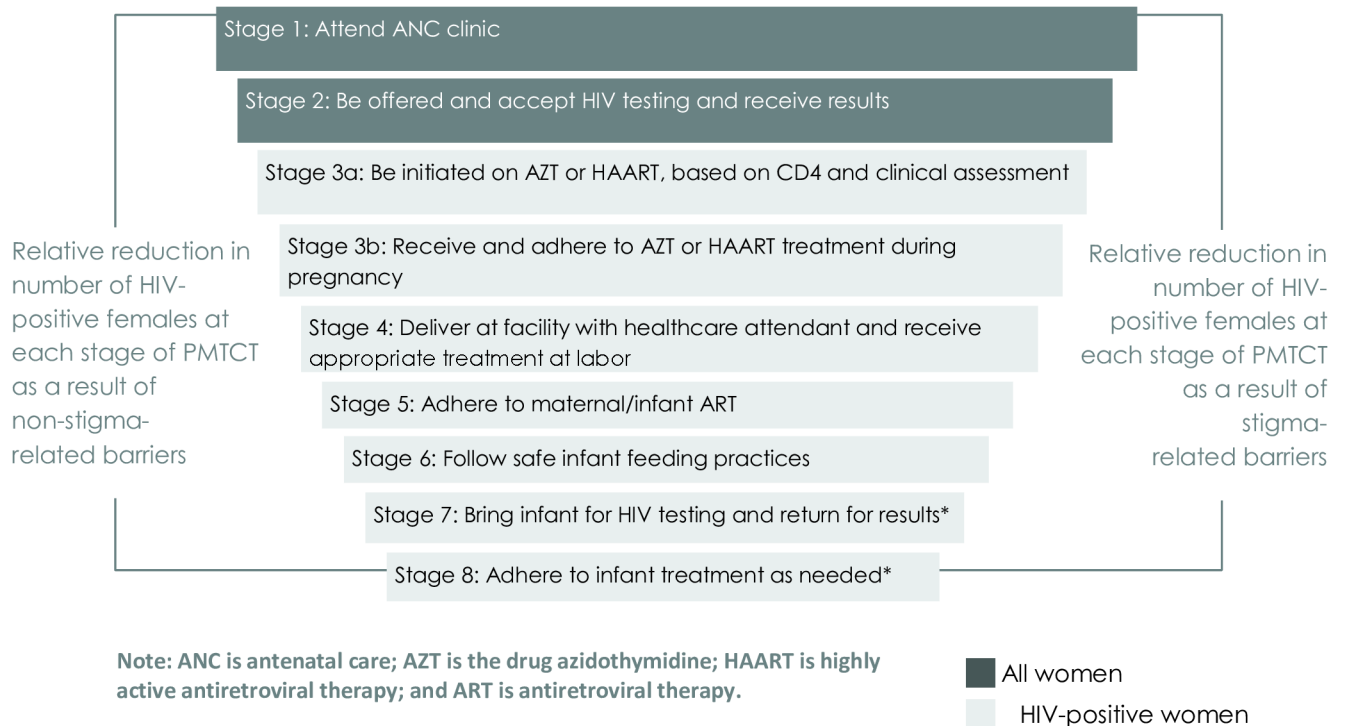 Stage 1: Attend ANC clinic
Stage 2: Be offered and accept HIV testing and receive results
Stage 3a: Be initiated on AZT or HAART, based on CD4 and clinical assessment
Stage 3b: Receive and adhere to AZT or HAART treatment during
pregnancy
Stage 4: Deliver at facility with healthcare attendant and receive
appropriate treatment at labor
Stage 5: Adhere to maternal/infant ART
Stage 6: Follow safe infant feeding practices
Stage 7: Bring infant for HIV testing and return for results*
Stage 8: Adhere to infant treatment as needed*
Relative reduction in
number of HIV-
positive females at
each stage of PMTCT
as a result of
non-stigma-
related barriers
Relative reduction in
number of HIV-
positive females at
each stage of PMTCT
as a result of
stigma-
related barriers
Note: ANC is antenatal care; AZT is the drug azidothymidine; HAART is highly
active antiretroviral therapy; and ART is antiretroviral therapy.
All women
HIV-positive women